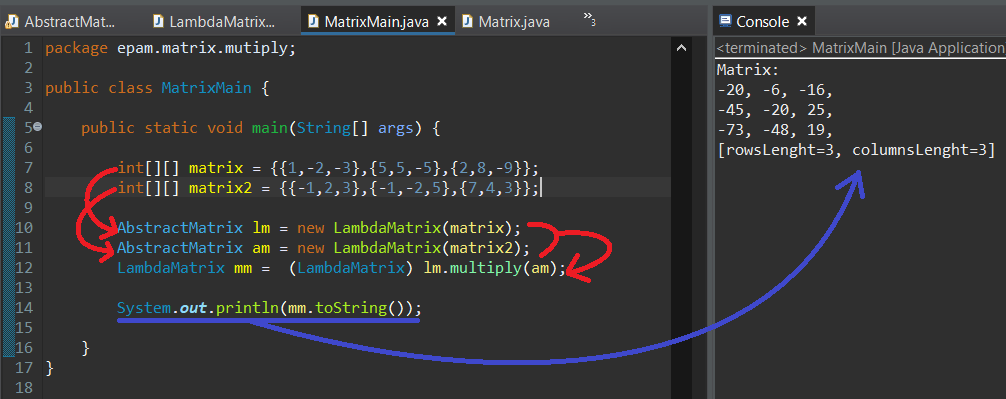 AbstractMat... LambdaMatrix... MatrixMain.java Matrix.java »3
1 package epam.matrix.mutiply;
2
3 public class MatrixMain {
4
5 public static void main(String[] args) {
6
7 int[][] matrix = {{1,-2,-3},{5,5,-5},{2,8,-9}};
8 int[][] matrix2 = {{-1,2,3},{-1,-2,5},{7,4,3}};
9
10 AbstractMatrix lm = new LambdaMatrix(matrix);
11 AbstractMatrix am = new LambdaMatrix(matrix2);
12 LambdaMatrix mm = (LambdaMatrix) lm.multiply(am);
13
14 System.out.println(mm.toString());
15
16 }
17 }
18
Console
<terminated> MatrixMain [Java Application
Matrix:
-20, -6, -16,
-45, -20, 25,
-73, -48, 19,
[rowsLenght=3, columnsLenght=3]